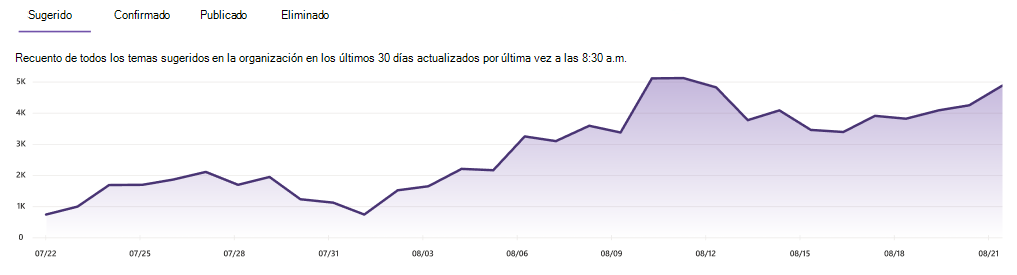 Sugerido Confirmado Publicado Eliminado
Recuento de todos los temas sugeridos en la organización en los últimos 30 días actualizados por última vez a las 8:30 a.m.
5K
4K
3K
2K
1K
0
07/22 07/25 07/28 07/31 08/03 08/06 08/09 08/12 08/15 08/18 08/21